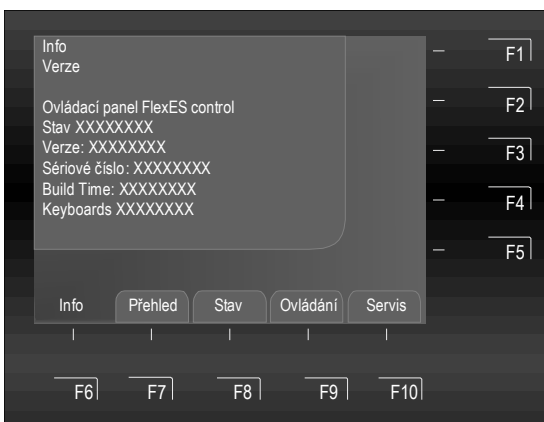 Info
Verze
Ovládací panel FlexES control
Stav XXXXXXXX
Verze: XXXXXXXX
Sériové číslo: XXXXXXXX
Build Time: XXXXXXXX
Keyboards XXXXXXXX
F1
F2
F3
F4
F5
Info Přehled Stav Ovládání Servis
F6 F7 F8 F9 F10